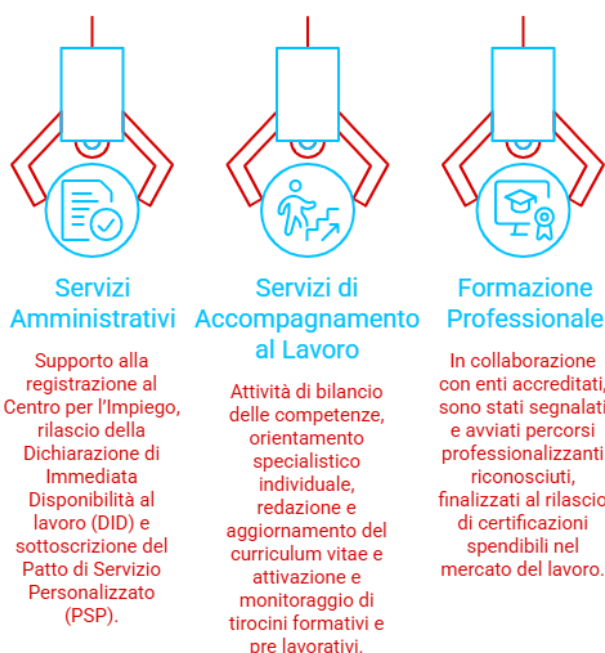 Servizi
Amministrativi
Supporto alla
registrazione al
Centro per l'Impiego,
rilascio della
Dichiarazione di
Immediata
Disponibilità al
lavoro (DID) e
sottoscrizione del
Patto di Servizio
Personalizzato
(PSP).
Servizi di
Accompagnamento
al Lavoro
Attività di bilancio
delle competenze,
orientamento
specialistico
individuale,
redazione e
aggiornamento del
curriculum vitae e
attivazione e
monitoraggio di
tirocini formativi e
pre lavorativi.
Formazione
Professionale
In collaborazione
con enti accreditati,
sono stati segnalati
e avviati percorsi
professionalizzanti
riconosciuti,
finalizzati al rilascio
di certificazioni
spendibili nel
mercato del lavoro.